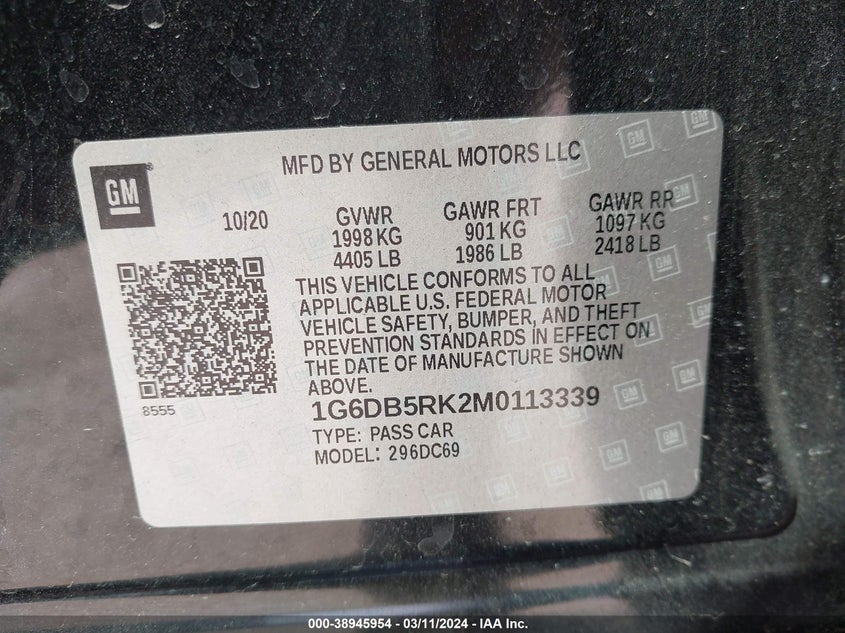 MFD BY GENERAL MOTORS LLC
GM
10/20
GVWR
1998 KG
4405 LB
GAWR FRT
901 KG
1986 LB
GAWR RR
1097 KG
2418 LB
THIS VEHICLE CONFORMS TO ALL
APPLICABLE U.S. FEDERAL MOTOR
VEHICLE SAFETY, BUMPER, AND THEFT
PREVENTION STANDARDS IN EFFECT ON
THE DATE OF MANUFACTURE SHOWN
ABOVE.
8555
1G6DB5RK2M0113339
TYPE: PASS CAR
MODEL: 296DC69
000-38945954 - 03/11/2024 - IAA Inc.